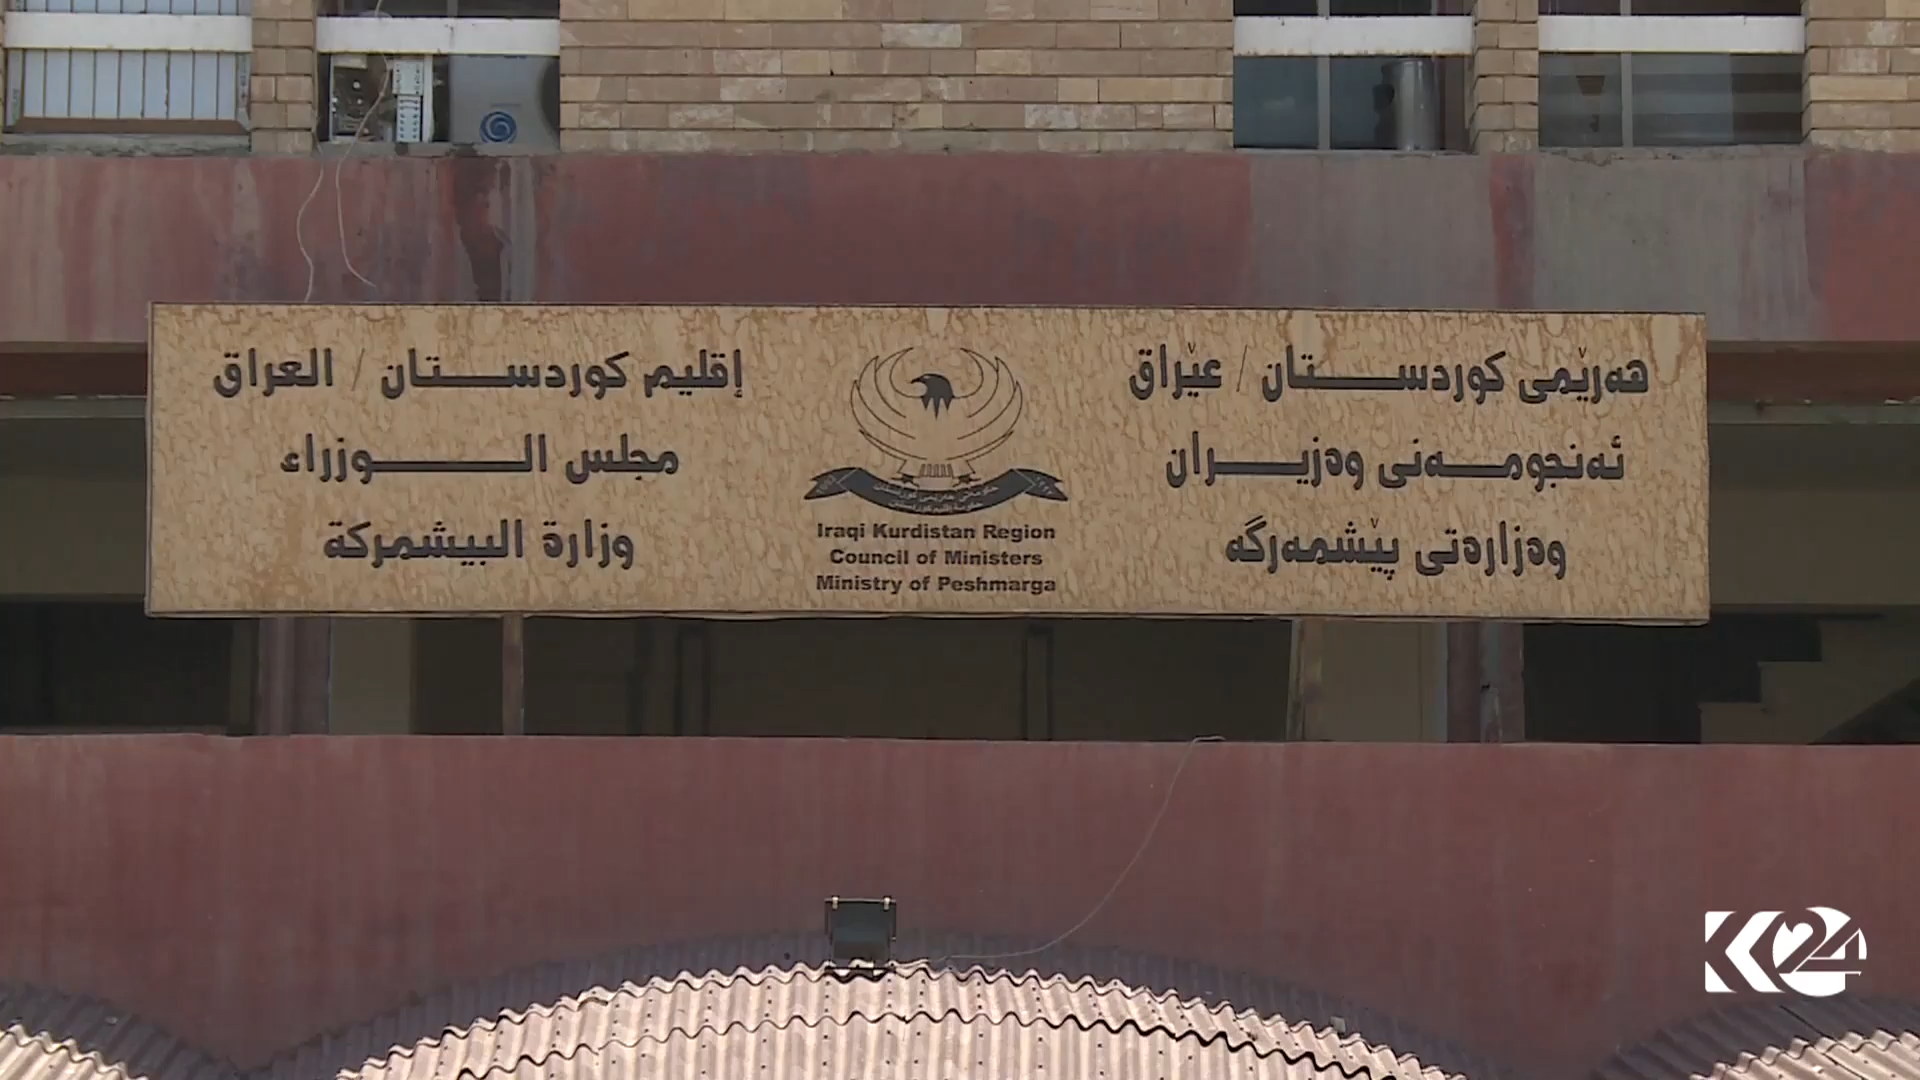 هەرێمی کوردستان / عێراق
ئەنجومەنی وەزیران
وەزارەتی پێشمەرگە
إقليم كوردستان / العراق
مجلس الوزراء
وزارة البيشمركة
Iraqi Kurdistan Region
Council of Ministers
Ministry of Peshmarga
K24